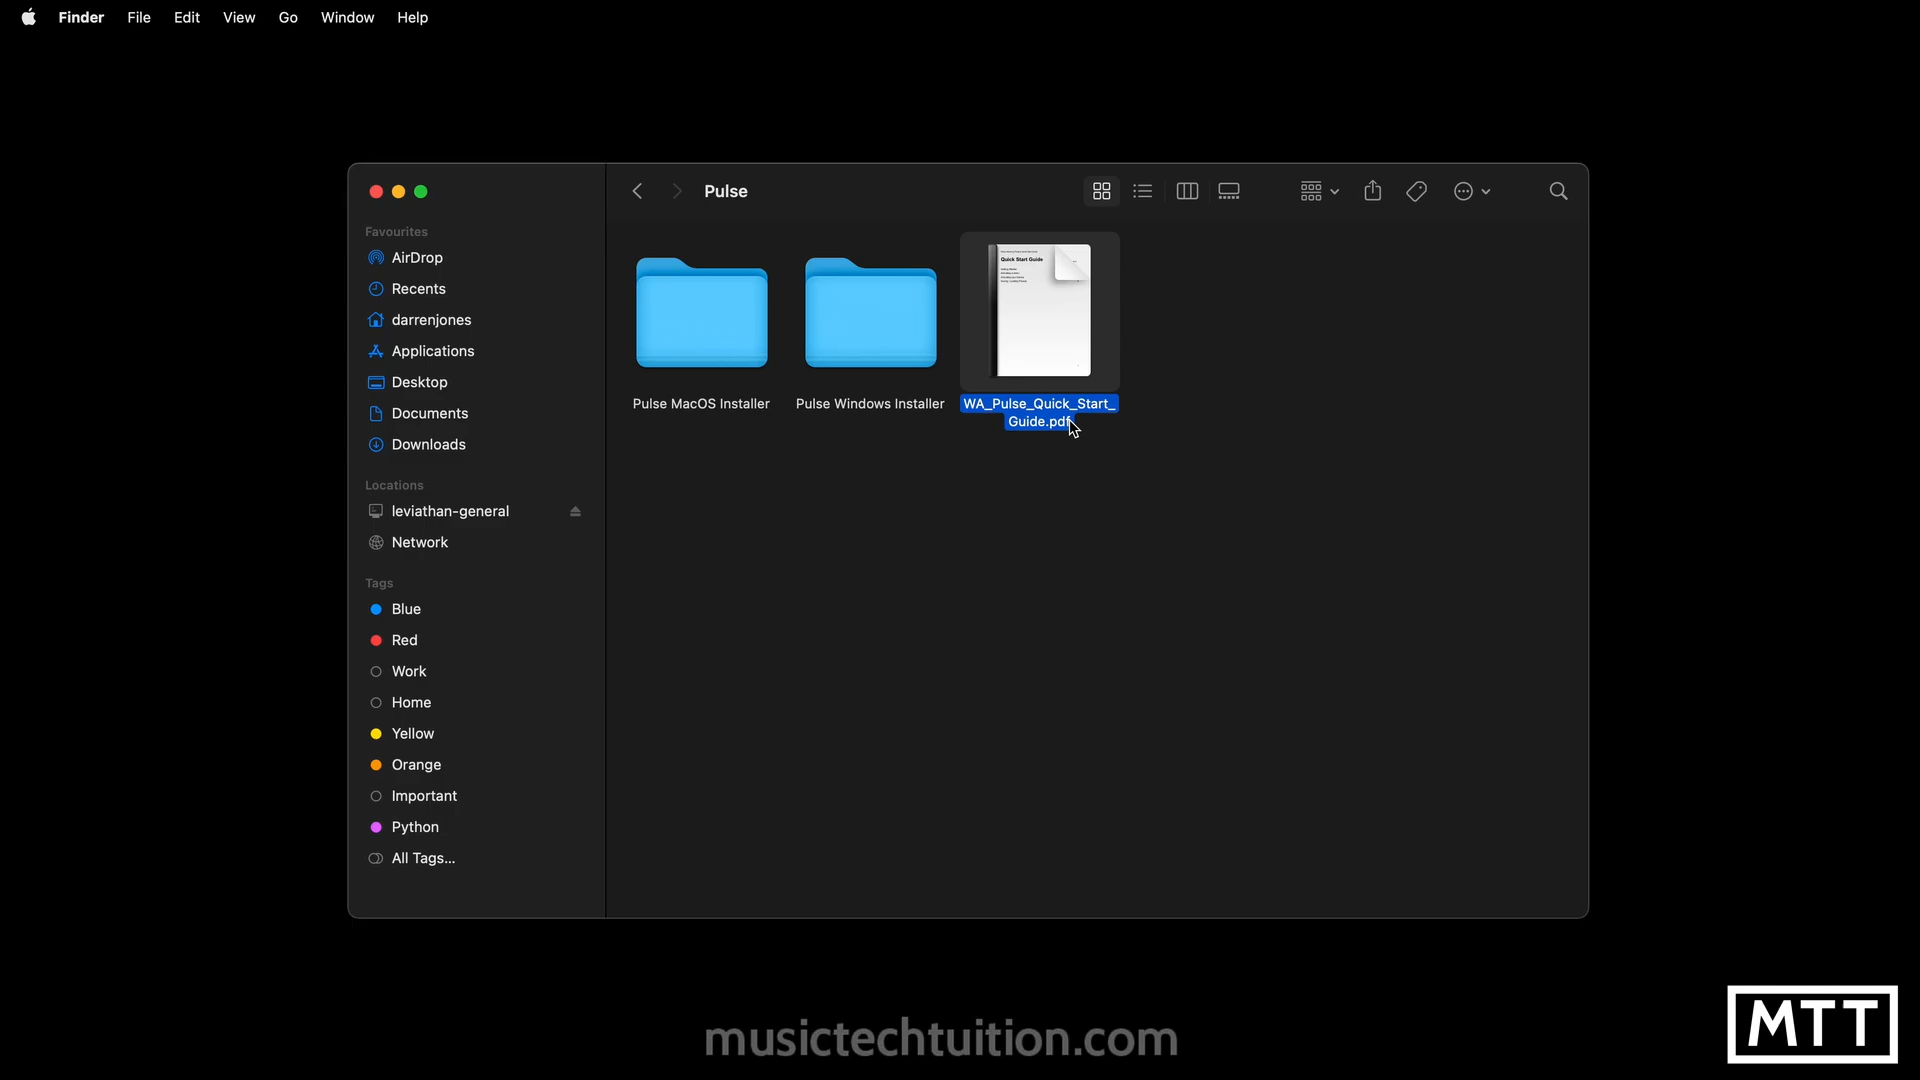 Finder File Edit View Go Window Help
Pulse
Favourites
AirDrop
Recents
darrenjones
Applications
Desktop
Documents
Downloads
Locations
leviathan-general
Network
Tags
Blue
Red
Work
Home
Yellow
Orange
Important
Python
All Tags...
Quick Start Guide
Pulse MacOS Installer
Pulse Windows Installer
WA_Pulse_Quick_Start_
Guide.pdf
musictechtuition.com
MTT